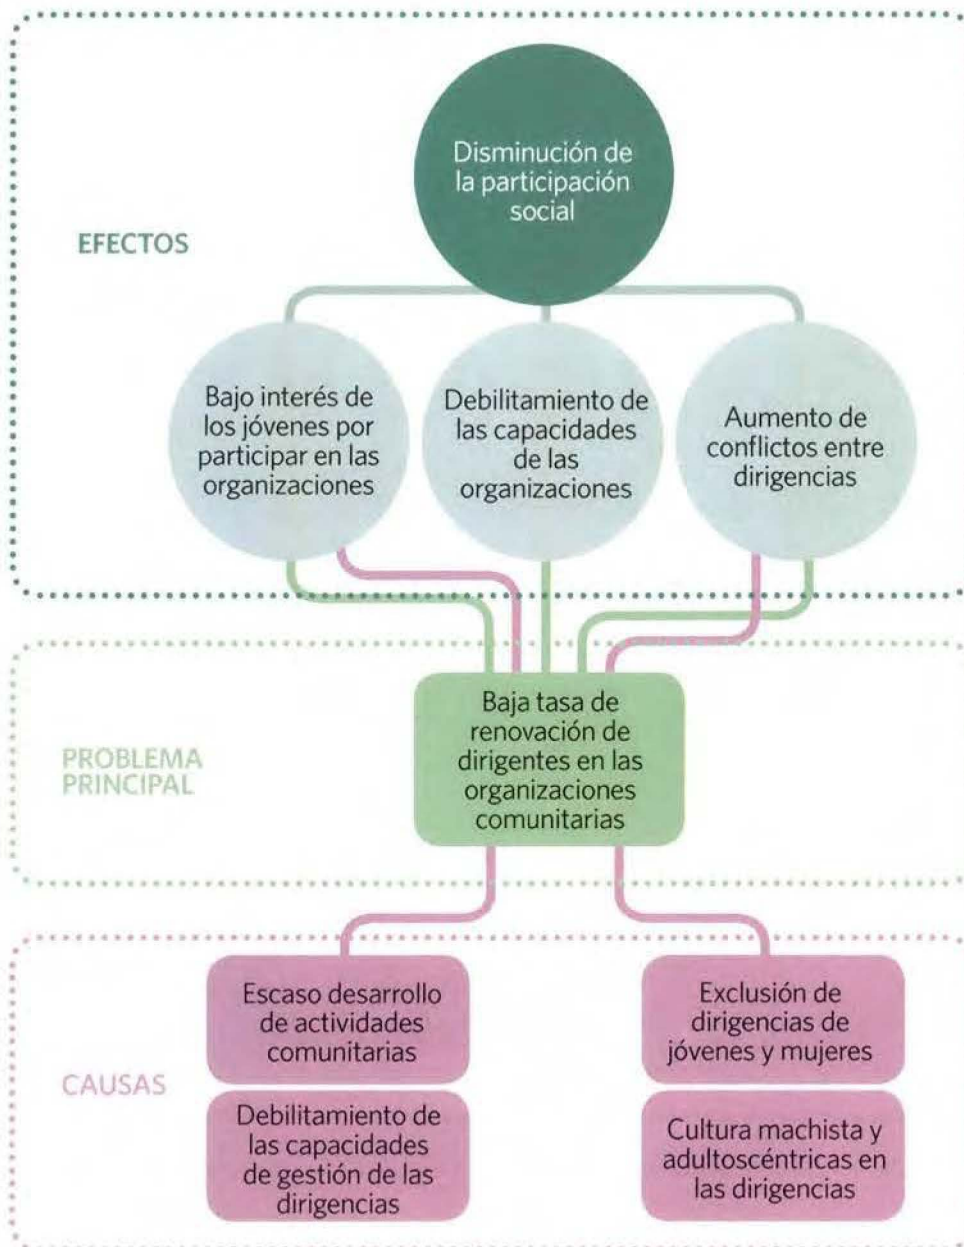 Disminución de
la participación
social
EFECTOS
Bajo interés de
los jóvenes por
participar en las
organizaciones
Debilitamiento de
las capacidades
de las
organizaciones
Aumento de
conflictos entre
dirigencias
PROBLEMA
PRINCIPAL
Baja tasa de
renovación de
dirigentes en las
organizaciones
comunitarias
CAUSAS
Escaso desarrollo
de actividades
comunitarias
Exclusión de
dirigencias de
jóvenes y mujeres
Debilitamiento de
las capacidades
de gestión de las
dirigencias
Cultura machista y
adultoscéntricas en
las dirigencias